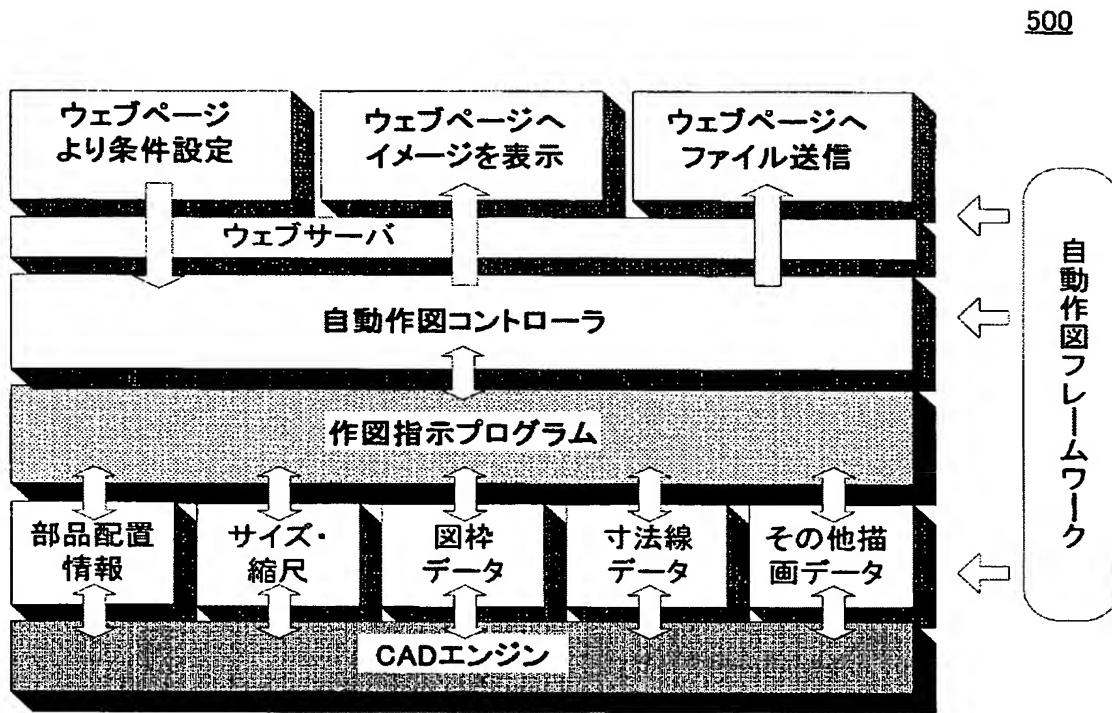 500
ウェブページ
より条件設定
ウェブページへ
イメージを表示
ウェブページへ
ファイル送信
ウェブサーバ
自動作図コントローラ
作図指示プログラム
部品配置
情報
サイズ・
縮尺
図枠
データ
寸法線
データ
その他描
画データ
CADエンジン
自動作図フレームワーク